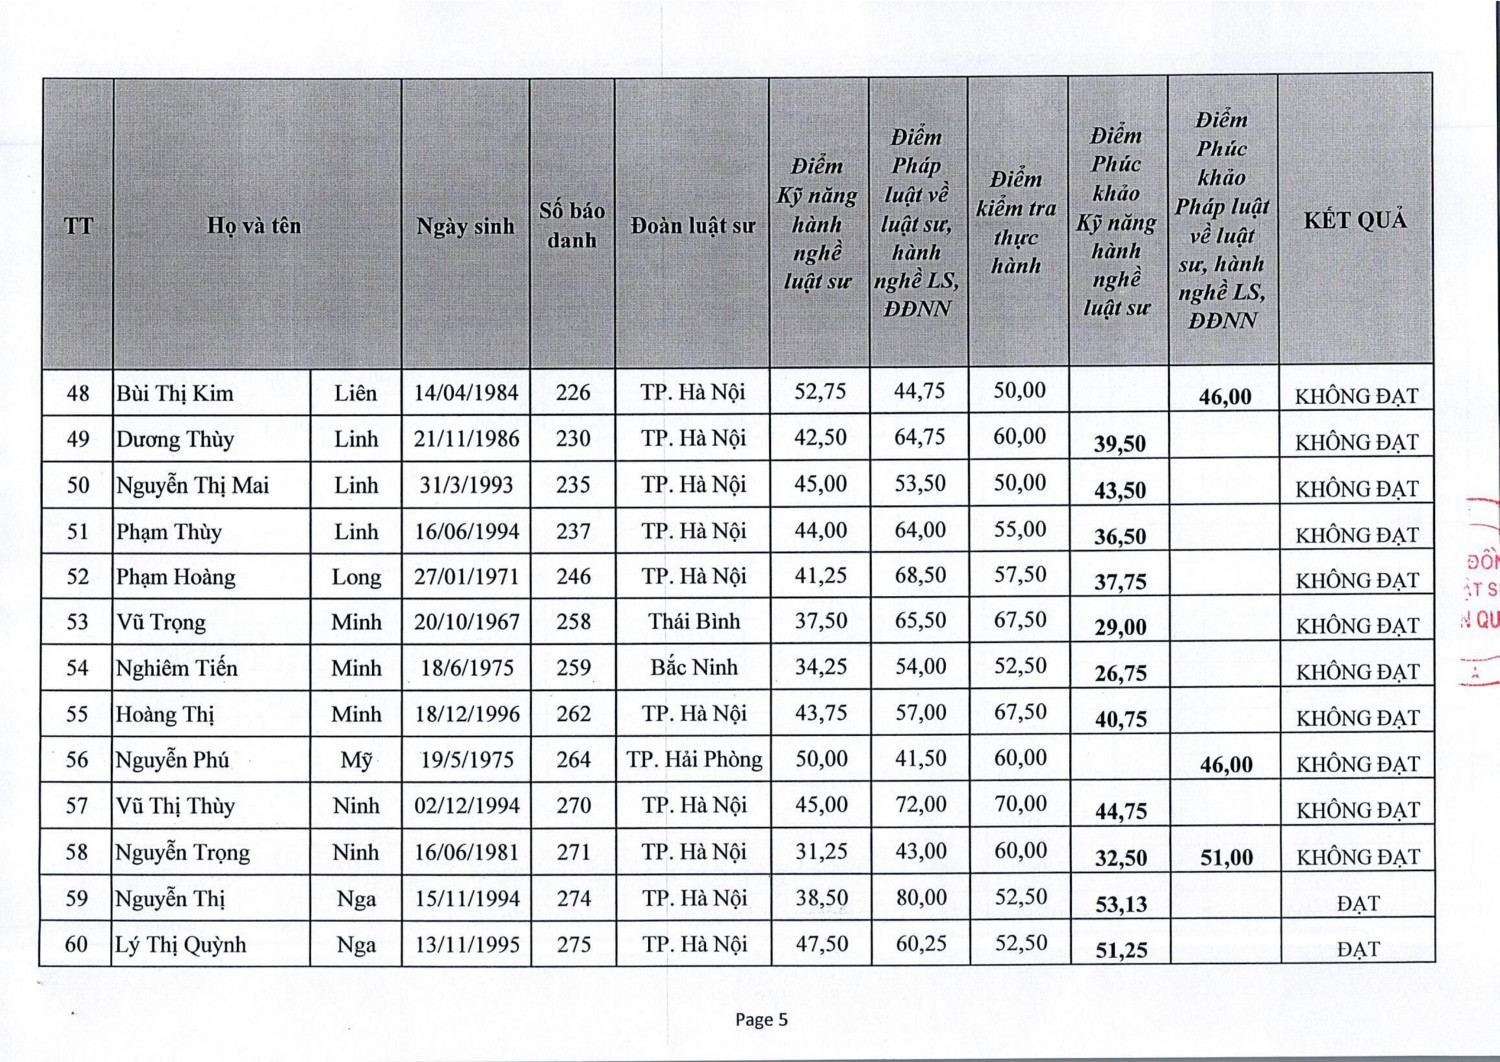 TT Họ và tên Ngày sinh Số báo danh Đoàn luật sư Điểm Kỹ năng hành nghề luật sư Điểm Pháp luật về luật sư, hành nghề LS, ĐĐNN Điểm kiểm tra thực hành Điểm Phúc khảo Kỹ năng hành nghề luật sư Điểm Phúc khảo Pháp luật về luật sư, hành nghề LS, ĐĐNN KẾT QUẢ
48 Bùi Thị Kim Liên 14/04/1984 226 TP. Hà Nội 52,75 44,75 50,00 46,00 KHÔNG ĐẠT
49 Dương Thùy Linh 21/11/1986 230 TP. Hà Nội 42,50 64,75 60,00 39,50 KHÔNG ĐẠT
50 Nguyễn Thị Mai Linh 31/3/1993 235 TP. Hà Nội 45,00 53,50 50,00 43,50 KHÔNG ĐẠT
51 Phạm Thùy Linh 16/06/1994 237 TP. Hà Nội 44,00 64,00 55,00 36,50 KHÔNG ĐẠT
52 Phạm Hoàng Long 27/01/1971 246 TP. Hà Nội 41,25 68,50 57,50 37,75 KHÔNG ĐẠT
53 Vũ Trọng Minh 20/10/1967 258 Thái Bình 37,50 65,50 67,50 29,00 KHÔNG ĐẠT
54 Nghiêm Tiến Minh 18/6/1975 259 Bắc Ninh 34,25 54,00 52,50 26,75 KHÔNG ĐẠT
55 Hoàng Thị Minh 18/12/1996 262 TP. Hà Nội 43,75 57,00 67,50 40,75 KHÔNG ĐẠT
56 Nguyễn Phú Mỹ 19/5/1975 264 TP. Hải Phòng 50,00 41,50 60,00 46,00 KHÔNG ĐẠT
57 Vũ Thị Thùy Ninh 02/12/1994 270 TP. Hà Nội 45,00 72,00 70,00 44,75 KHÔNG ĐẠT
58 Nguyễn Trọng Ninh 16/06/1981 271 TP. Hà Nội 31,25 43,00 60,00 32,50 51,00 KHÔNG ĐẠT
59 Nguyễn Thị Nga 15/11/1994 274 TP. Hà Nội 38,50 80,00 52,50 53,13 ĐẠT
60 Lý Thị Quỳnh Nga 13/11/1995 275 TP. Hà Nội 47,50 60,25 52,50 51,25 ĐẠT
Page 5